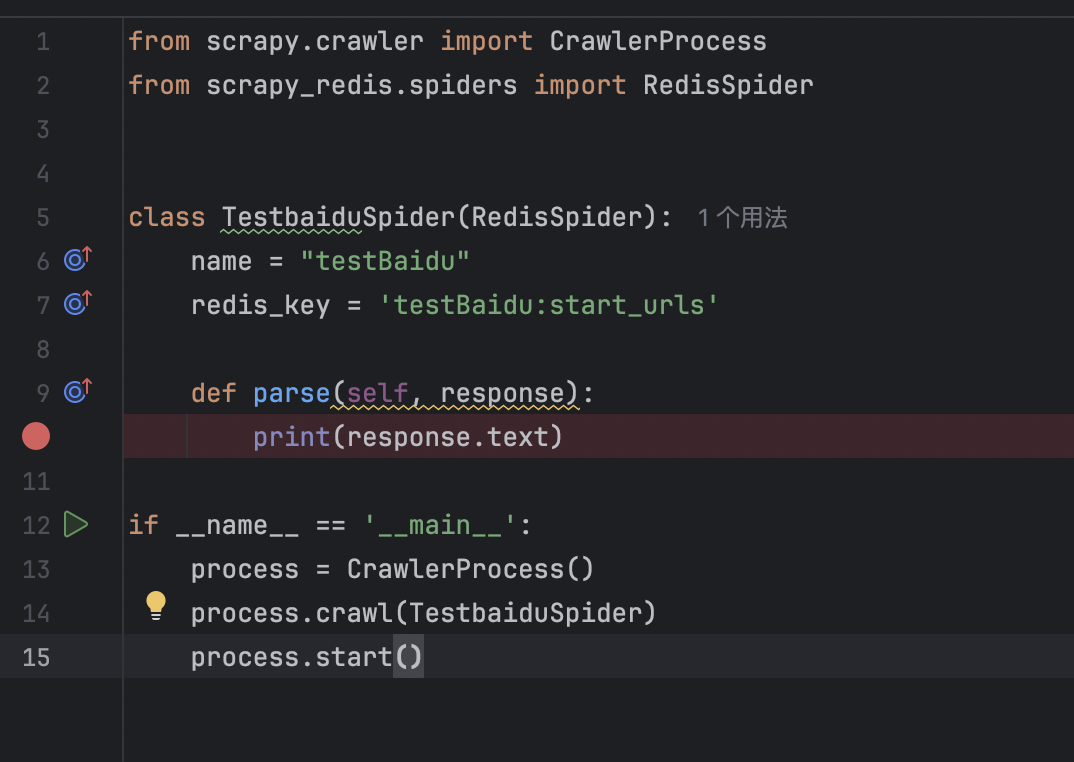 1 from scrapy.crawler import CrawlerProcess
2 from scrapy_redis.spiders import RedisSpider
3
4
5 class TestbaiduSpider(RedisSpider): 1个用法
6     name = "testBaidu"
7     redis_key = 'testBaidu:start_urls'
8
9     def parse(self, response):
        print(response.text)
11
12 if __name__ == '__main__':
13     process = CrawlerProcess()
14     process.crawl(TestbaiduSpider)
15     process.start()